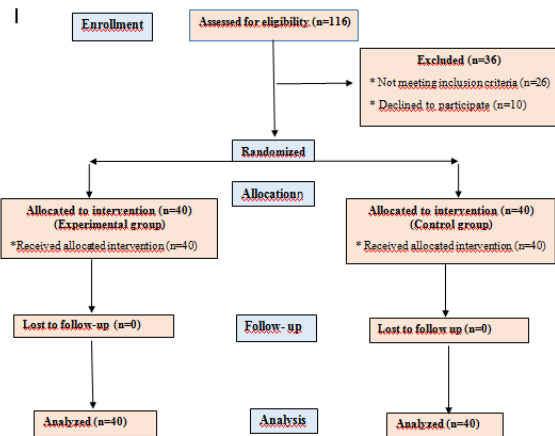 I
Enrollment
Assessed for eligibility (n=116)
Excluded (n=36)
* Not meeting inclusion criteria (n=26)
* Declined to participate (n=10)
Randomized
Allocationn
Allocated to intervention (n=40)
(Experimental group)
*Received allocated intervention (n=40)
Allocated to intervention (n=40)
(Control group)
* Received allocated intervention (n=40)
Lost to follow-up (n=0)
Follow- up
Lost to follow up (n=0)
Analysis
Analyzed (n=40)
Analyzed (n=40)